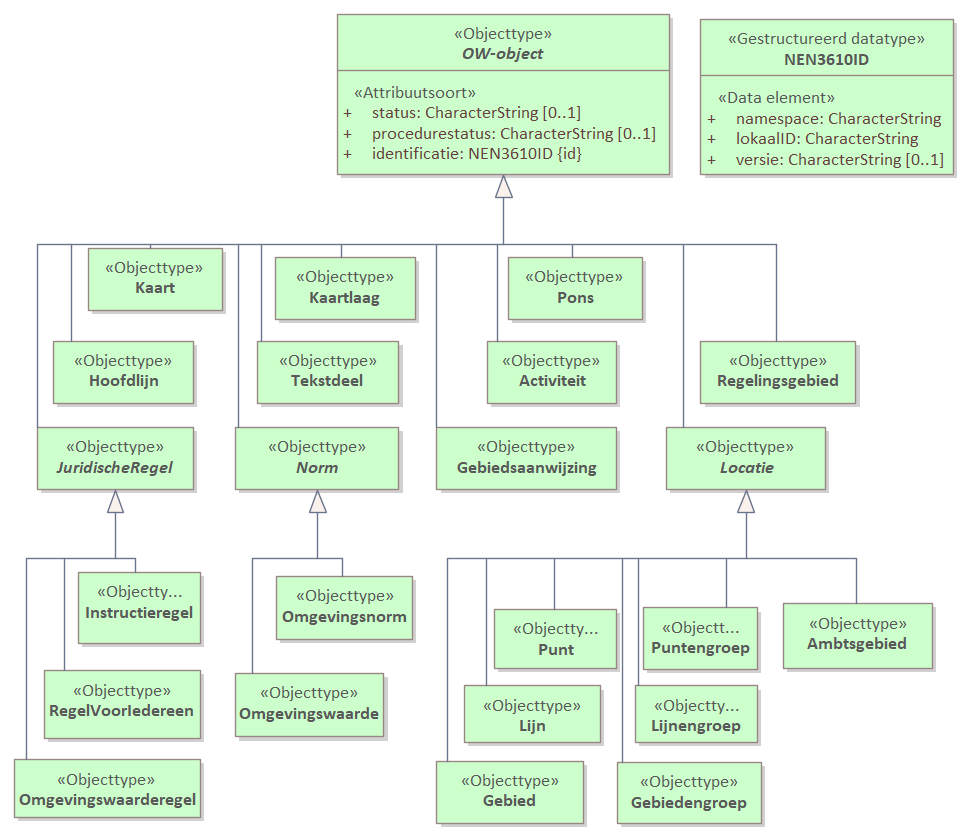 «Objecttype»
OW-object
«Attribuutsoort»
+ status: CharacterString [0..1]
+ procedurestatus: CharacterString [0..1]
+ identificatie: NEN3610ID {id}
«Gestructureerd datatype»
NEN3610ID
«Data element»
+ namespace: CharacterString
+ lokaalID: CharacterString
+ versie: CharacterString [0..1]
«Objecttype»
Kaart
«Objecttype»
Kaartlaag
«Objecttype»
Pons
«Objecttype»
Hoofdlijn
«Objecttype»
Tekstdeel
«Objecttype»
Activiteit
«Objecttype»
Regelingsgebied
«Objecttype»
JuridischeRegel
«Objecttype»
Norm
«Objecttype»
Gebiedsaanwijzing
«Objecttype»
Locatie
«Objectty...
Instructieregel
«Objecttype»
Omgevingsnorm
«Objectty...
Punt
«Objectt...
Puntengroep
«Objecttype»
Ambtsgebied
«Objecttype»
RegelVoorIedereen
«Objecttype»
Omgevingswaarde
«Objecttype»
Lijn
«Objectty...
Lijnengroep
«Objecttype»
Omgevingswaarderegel
«Objecttype»
Gebied
«Objecttype»
Gebiedengroep